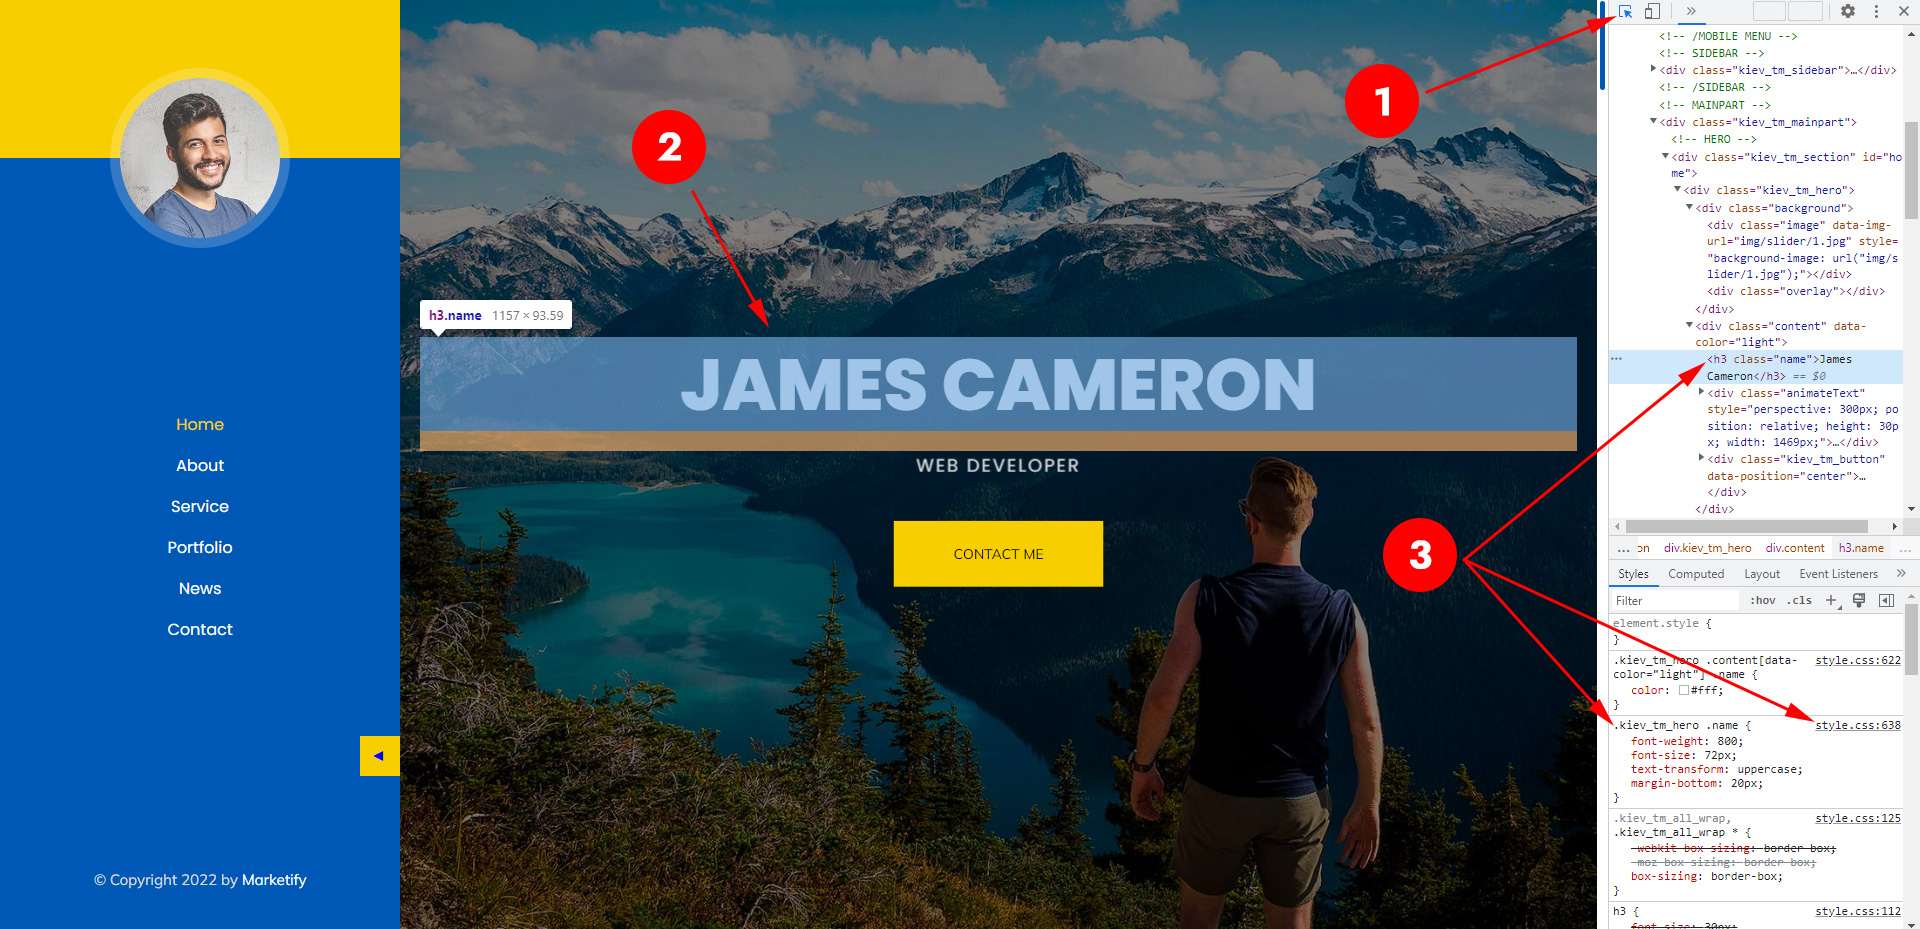 Home
About
Service
Portfolio
News
Contact
© Copyright 2022 by Marketify
1
2
3
h3.name 1157 × 93.59
JAMES CAMERON
WEB DEVELOPER
CONTACT ME
<!-- /MOBILE MENU -->
<!-- SIDEBAR -->
<div class="kiev_tm_sidebar">…</div>
<!-- /SIDEBAR -->
<!-- MAINPART -->
<div class="kiev_tm_mainpart">
<!-- HERO -->
<div class="kiev_tm_section" id="ho
me">
<div class="kiev_tm_hero">
<div class="background">
<div class="image" data-img-
url="img/slider/1.jpg" style=
"background-image: url("img/s
lider/1.jpg");"></div>
<div class="overlay"></div>
</div>
<div class="content" data-
color="light">
<h3 class="name">James
Cameron</h3> == $0
<div class="animateText"
style="perspective: 300px; po
sition: relative; height: 30p
x; width: 1469px;">…</div>
<div class="kiev_tm_button"
data-position="center">…
</div>
</div>
… on div.kiev_tm_hero div.content h3.name …
Styles Computed Layout Event Listeners »
Filter :hov .cls +
element.style {
}
.kiev_tm_hero .content[data- style.css:622
color="light"] .name {
color: #fff;
}
.kiev_tm_hero .name { style.css:638
font-weight: 800;
font-size: 72px;
text-transform: uppercase;
margin-bottom: 20px;
}
.kiev_tm_all_wrap, style.css:125
.kiev_tm_all_wrap * {
-webkit-box-sizing: border-box;
-moz-box-sizing: border-box;
box-sizing: border-box;
}
h3 { style.css:112
font-size: 30px;